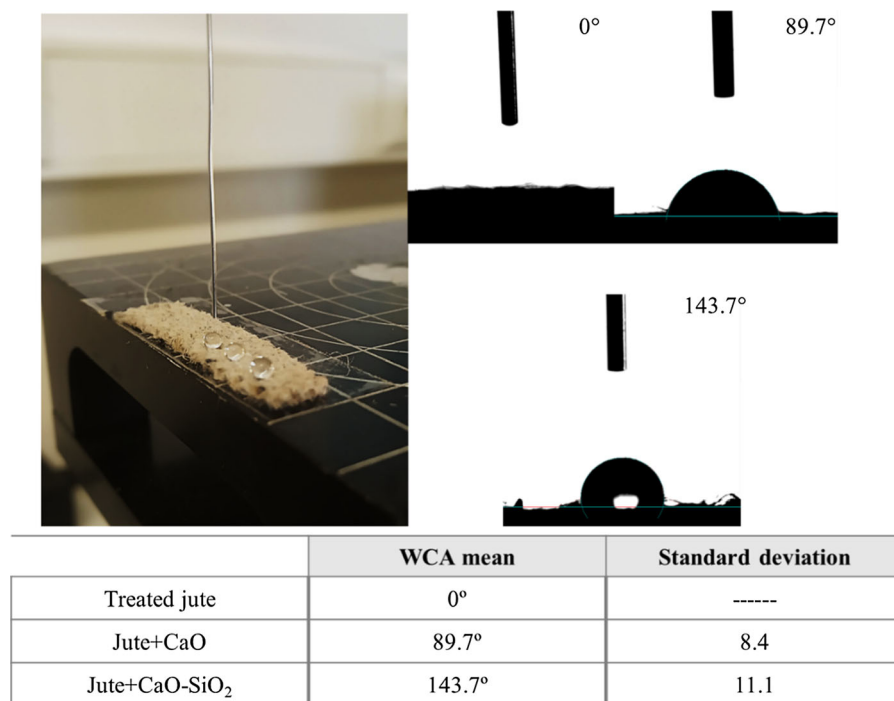 0°
89.7°
143.7°
WCA mean Standard deviation
Treated jute 0º ------
Jute+CaO 89.7º 8.4
Jute+CaO-SiO₂ 143.7º 11.1